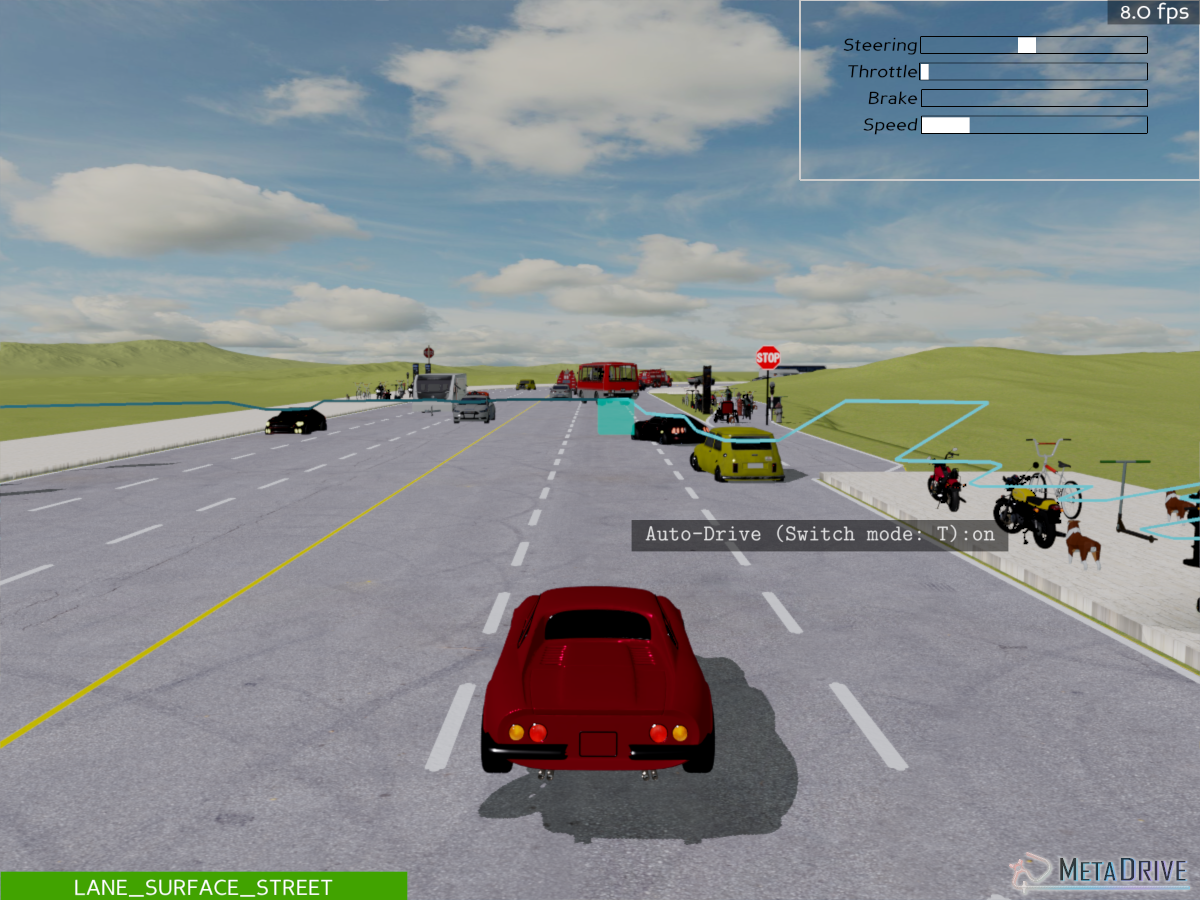 8.0 fps
Steering
Throttle
Brake
Speed
STOP
Auto-Drive (Switch mode: T):on
LANE_SURFACE_STREET
METADRIVE